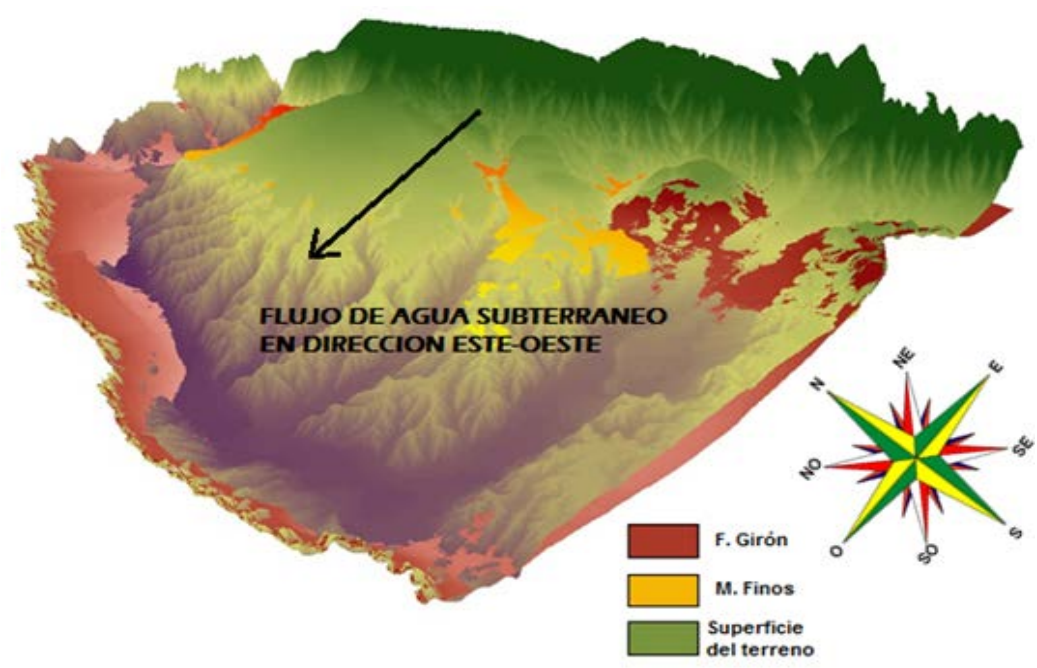 FLUJO DE AGUA SUBTERRANEO
EN DIRECCION ESTE-OESTE
N
NE
E
NO
SE
O
SO
S
F. Girón
M. Finos
Superficie
del terreno